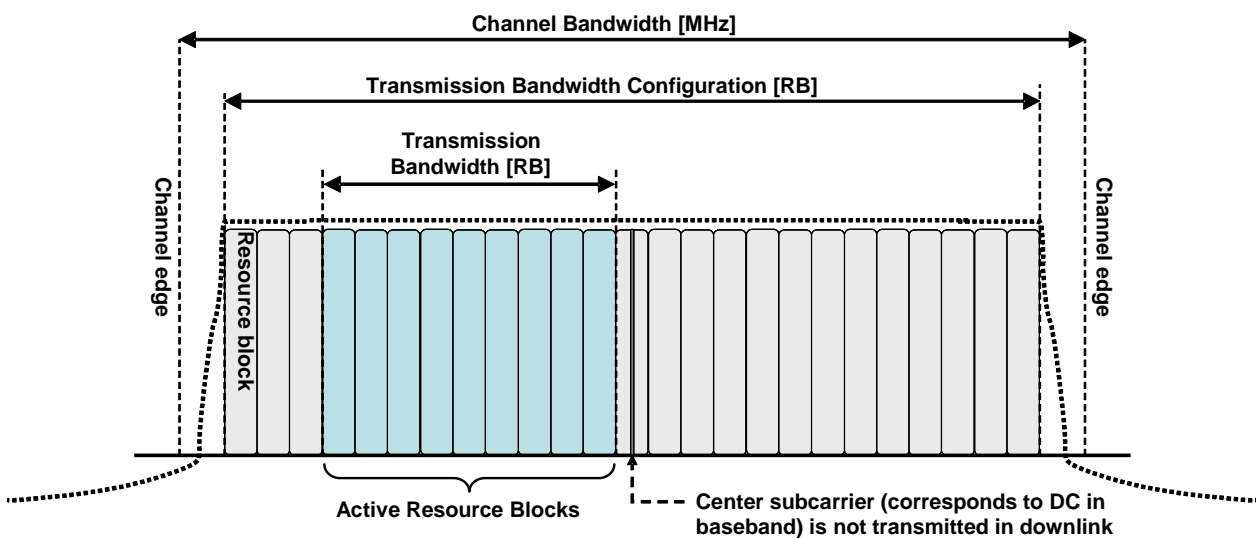 Channel Bandwidth [MHz]
Transmission Bandwidth Configuration [RB]
Transmission
Bandwidth [RB]
Channel edge
Channel edge
Resource block
Active Resource Blocks
Center subcarrier (corresponds to DC in
baseband) is not transmitted in downlink